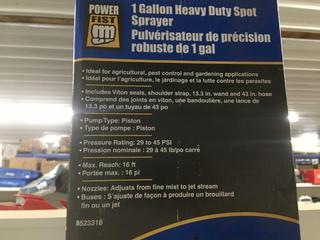 POWER
FIST
1 Gallon Heavy Duty Spot
Sprayer
Pulvérisateur de précision
robuste de 1 gal
• Ideal for agricultural, pest control and gardening applications
• Idéal pour l'agriculture, le jardinage et la lutte contre les parasites
• Includes Viton seals, shoulder strap, 13.3 in. wand and 43 in. hose
• Comprend des joints en viton, une bandoulière, une lance de
13.3 po et un tuyau de 43 po
• Pump Type: Piston
• Type de pompe : Piston
• Pressure Rating: 29 to 45 PSI
• Pression nominale : 29 à 45 lb/po carré
• Max. Reach: 16 ft
• Portée max. : 16 pi
• Nozzles: Adjusts from fine mist to jet stream
• Buses : S'ajuste de façon à produire un brouillard
fin ou un jet
8523318